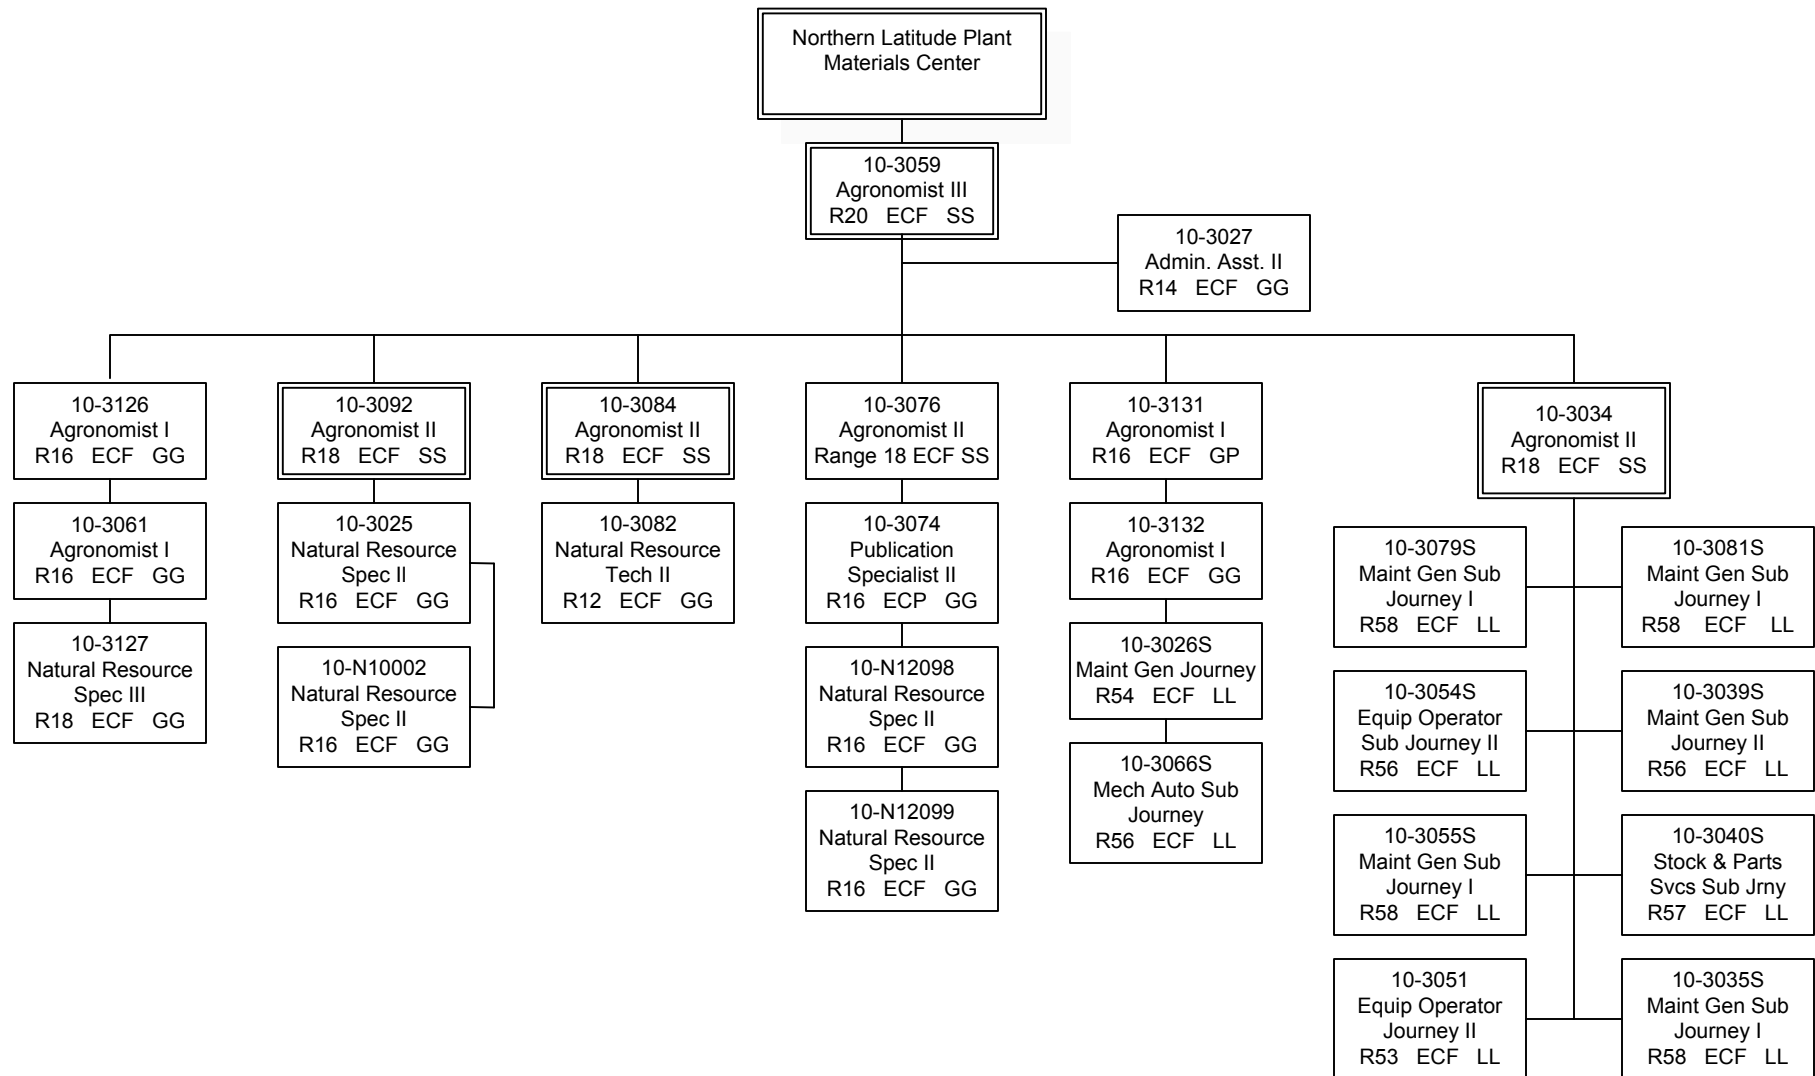 Northern Latitude Plant
Materials Center
10-3059
Agronomist III
R20 ECF SS
10-3027
Admin. Asst. II
R14 ECF GG
10-3126
Agronomist I
R16 ECF GG
10-3061
Agronomist I
R16 ECF GG
10-3127
Natural Resource
Spec III
R18 ECF GG
10-3092
Agronomist II
R18 ECF SS
10-3025
Natural Resource
Spec II
R16 ECF GG
10-N10002
Natural Resource
Spec II
R16 ECF GG
10-3084
Agronomist II
R18 ECF SS
10-3082
Natural Resource
Tech II
R12 ECF GG
10-3076
Agronomist II
Range 18 ECF SS
10-3074
Publication
Specialist II
R16 ECP GG
10-N12098
Natural Resource
Spec II
R16 ECF GG
10-N12099
Natural Resource
Spec II
R16 ECF GG
10-3131
Agronomist I
R16 ECF GP
10-3132
Agronomist I
R16 ECF GG
10-3026S
Maint Gen Journey
R54 ECF LL
10-3066S
Mech Auto Sub
Journey
R56 ECF LL
10-3034
Agronomist II
R18 ECF SS
10-3079S
Maint Gen Sub
Journey I
R58 ECF LL
10-3081S
Maint Gen Sub
Journey I
R58 ECF LL
10-3054S
Equip Operator
Sub Journey II
R56 ECF LL
10-3039S
Maint Gen Sub
Journey II
R56 ECF LL
10-3055S
Maint Gen Sub
Journey I
R58 ECF LL
10-3040S
Stock & Parts
Svcs Sub Jrny
R57 ECF LL
10-3051
Equip Operator
Journey II
R53 ECF LL
10-3035S
Maint Gen Sub
Journey I
R58 ECF LL